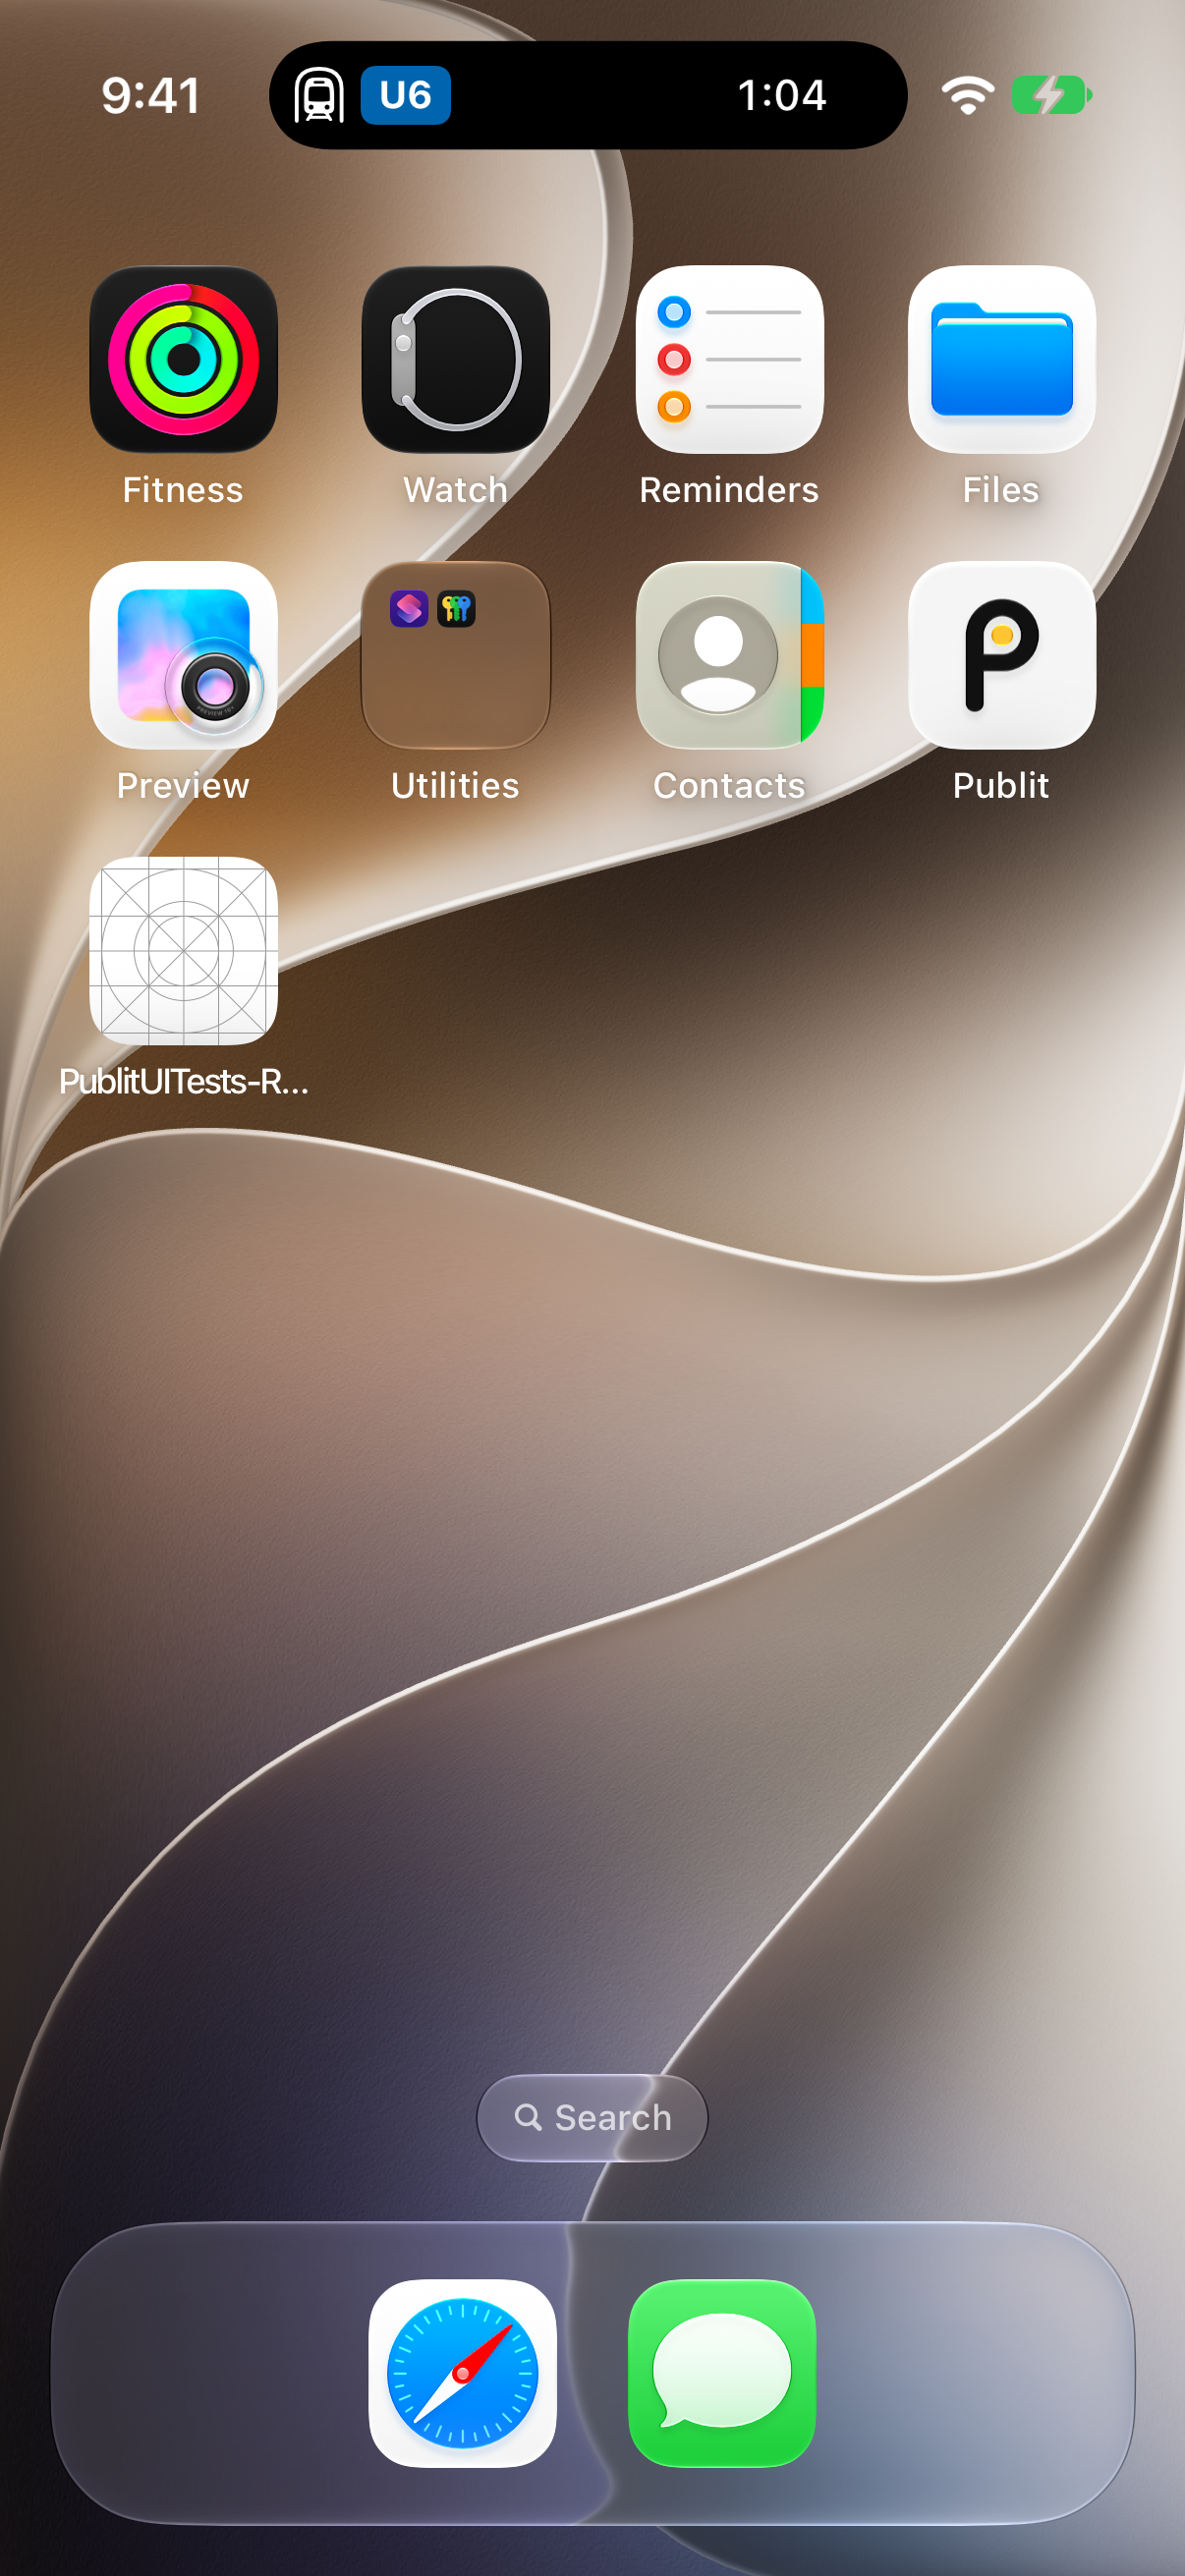 9:41
U6
1:04
Fitness
Watch
Reminders
Files
Preview
Utilities
Contacts
Publit
PublitUITests-R...
Search